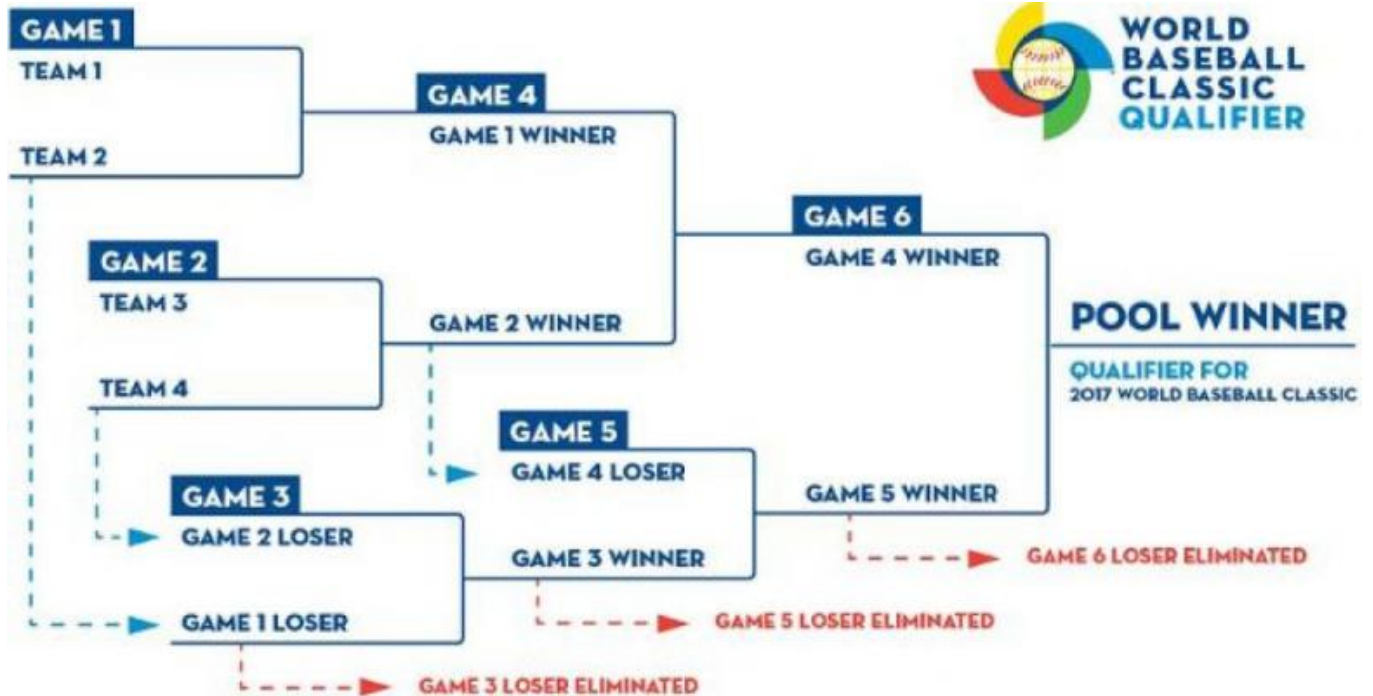 GAME 1
TEAM 1
TEAM 2
GAME 2
TEAM 3
TEAM 4
GAME 3
GAME 2 LOSER
GAME 1 LOSER
GAME 3 LOSER ELIMINATED
GAME 4
GAME 1 WINNER
GAME 2 WINNER
GAME 5
GAME 4 LOSER
GAME 3 WINNER
GAME 5 LOSER ELIMINATED
GAME 6
GAME 4 WINNER
GAME 5 WINNER
GAME 6 LOSER ELIMINATED
WORLD
BASEBALL
CLASSIC
QUALIFIER
POOL WINNER
QUALIFIER FOR
2017 WORLD BASEBALL CLASSIC